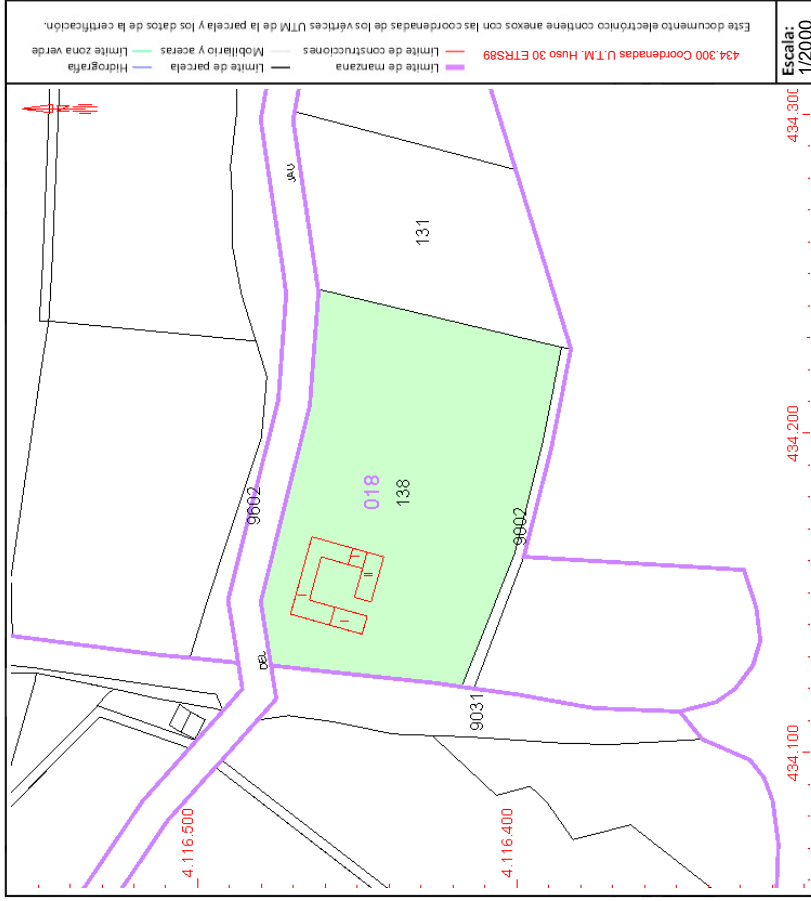 Este documento electrónico contiene anexos con las coordenadas de los vértices UTM de la parcela y los datos de la certificación.
434.300 Coordenadas U.T.M. Huso 30 ETRS89
Límite de manzana
Límite de parcela
Hidrografía
Límite de construcciones
Mobiliario y aceras
Límite zona verde
Escala:
1/2000
434.300
434.200
434.100
4.116.500
4.116.400
JAU
131
9602
018
138
II
I
I
I
9002
DEL
9031